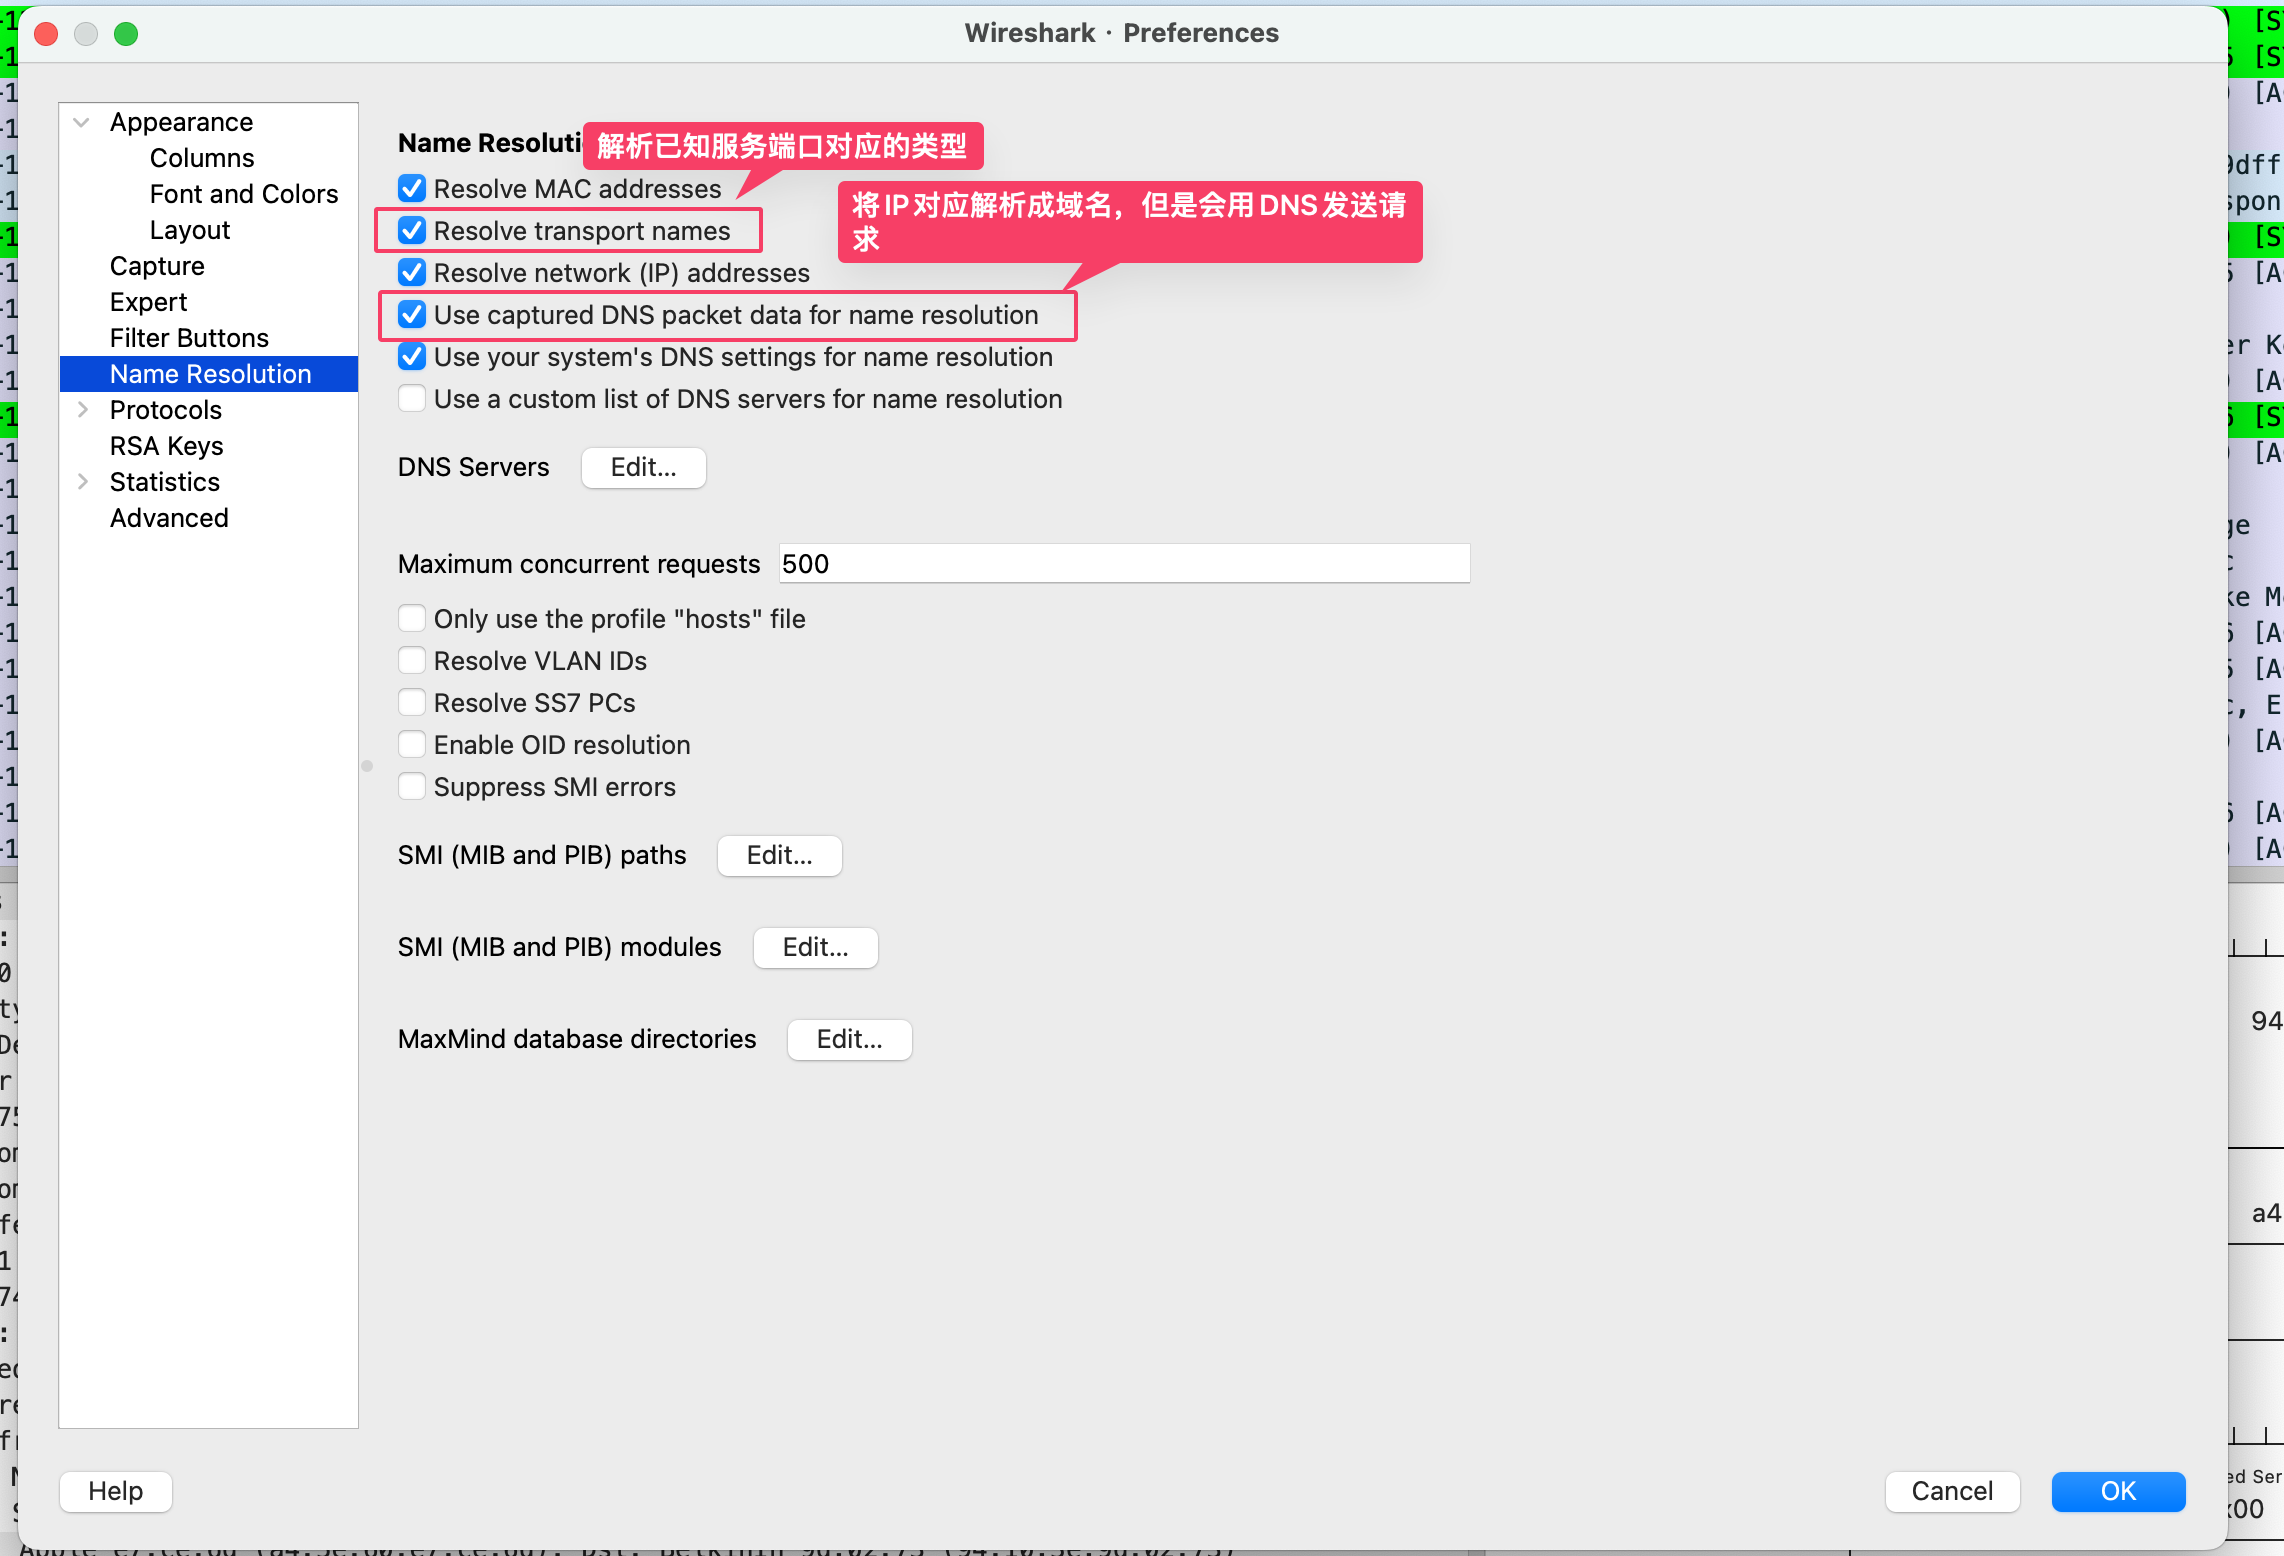 Wireshark · Preferences
Appearance
Columns
Font and Colors
Layout
Capture
Expert
Filter Buttons
Name Resolution
Protocols
RSA Keys
Statistics
Advanced
Name Resoluti
解析已知服务端口对应的类型
Resolve MAC addresses
将IP对应解析成域名，但是会用DNS发送请
求
Resolve transport names
Resolve network (IP) addresses
Use captured DNS packet data for name resolution
Use your system's DNS settings for name resolution
Use a custom list of DNS servers for name resolution
DNS Servers Edit...
Maximum concurrent requests 500
Only use the profile "hosts" file
Resolve VLAN IDs
Resolve SS7 PCs
Enable OID resolution
Suppress SMI errors
SMI (MIB and PIB) paths Edit...
SMI (MIB and PIB) modules Edit...
MaxMind database directories Edit...
Help
Cancel
OK
94
a4